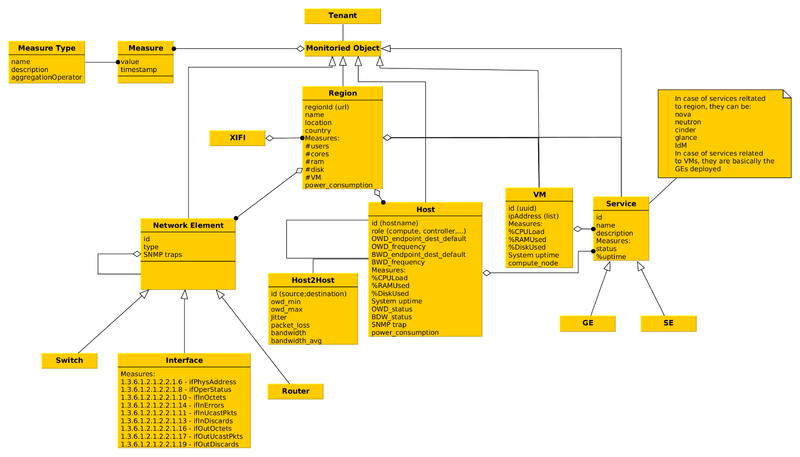 Tenant
Monitoried Object
Measure Type
name
description
aggregationOperator
Measure
value
timestamp
Region
regionId (url)
name
location
country
Measures:
#users
#cores
#ram
#disk
#VM
power_consumption
XIFI
In case of services reltated
to region, they can be:
nova
neutron
cinder
glance
IdM
In case of services related
to VMs, they are basically the
GEs deployed
Network Element
id
type
SNMP traps
Host
id (hostname)
role (compute, controller,...)
OWD_endpoint_dest_default
OWD_frequency
BWD_endpoint_dest_default
BWD_frequency
Measures:
%CPULoad
%RAMUsed
%DiskUsed
System uptime
OWD_status
BDW_status
SNMP trap
power_consumption
VM
id (uuid)
ipAddress (list)
Measures:
%CPULoad
%RAMUsed
%DiskUsed
System uptime
compute_node
Service
id
name
description
Measures:
status
%uptime
Host2Host
id (source;destination)
owd_min
owd_max
Jitter
packet_loss
bandwidth
bandwidth_avg
GE
SE
Switch
Interface
Measures:
1.3.6.1.2.1.2.2.1.6 - ifPhysAddress
1.3.6.1.2.1.2.2.1.8 - ifOperStatus
1.3.6.1.2.1.2.2.1.10 - ifInOctets
1.3.6.1.2.1.2.2.1.14 - ifInErrors
1.3.6.1.2.1.2.2.1.11 - ifInUcastPkts
1.3.6.1.2.1.2.2.1.13 - ifInDiscards
1.3.6.1.2.1.2.2.1.16 - ifOutOctets
1.3.6.1.2.1.2.2.1.17 - ifOutUcastPkts
1.3.6.1.2.1.2.2.1.19 - ifOutDiscards
Router